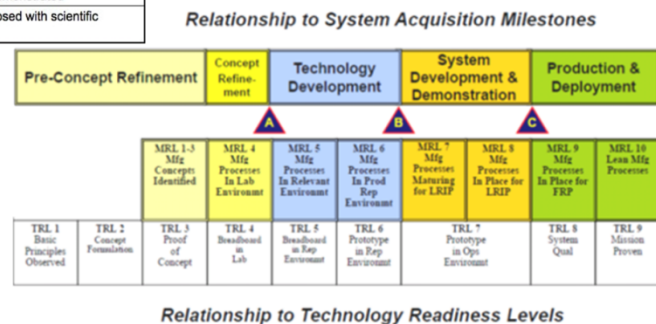 osed with scientific
Relationship to System Acquisition Milestones
Pre-Concept Refinement
Concept
Refine-
ment
Technology
Development
System
Development &
Demonstration
Production &
Deployment
A
B
C
MRL 1-3
Mfg
Concepts
Identified
MRL 4
Mfg
Processes
In Lab
Environmt
MRL 5
Mfg
Processes
In Relevant
Environmt
MRL 6
Mfg
Processes
In Prod
Rep
Environmt
MRL 7
Mfg
Processes
Maturing
for LRIP
MRL 8
Mfg
Processes
In Place for
LRIP
MRL 9
Mfg
Processes
In Place for
FRP
MRL 10
Lean Mfg
Processes
TRL 1
Basic
Principles
Observed
TRL 2
Concept
Formulation
TRL 3
Proof
of
Concept
TRL 4
Breadboard
in
Lab
TRL 5
Breadboard
in Rep
Environmt
TRL 6
Prototype
in Rep
Environmt
TRL 7
Prototype
in Ops
Environmt
TRL 8
System
Qual
TRL 9
Mission
Proven
Relationship to Technology Readiness Levels